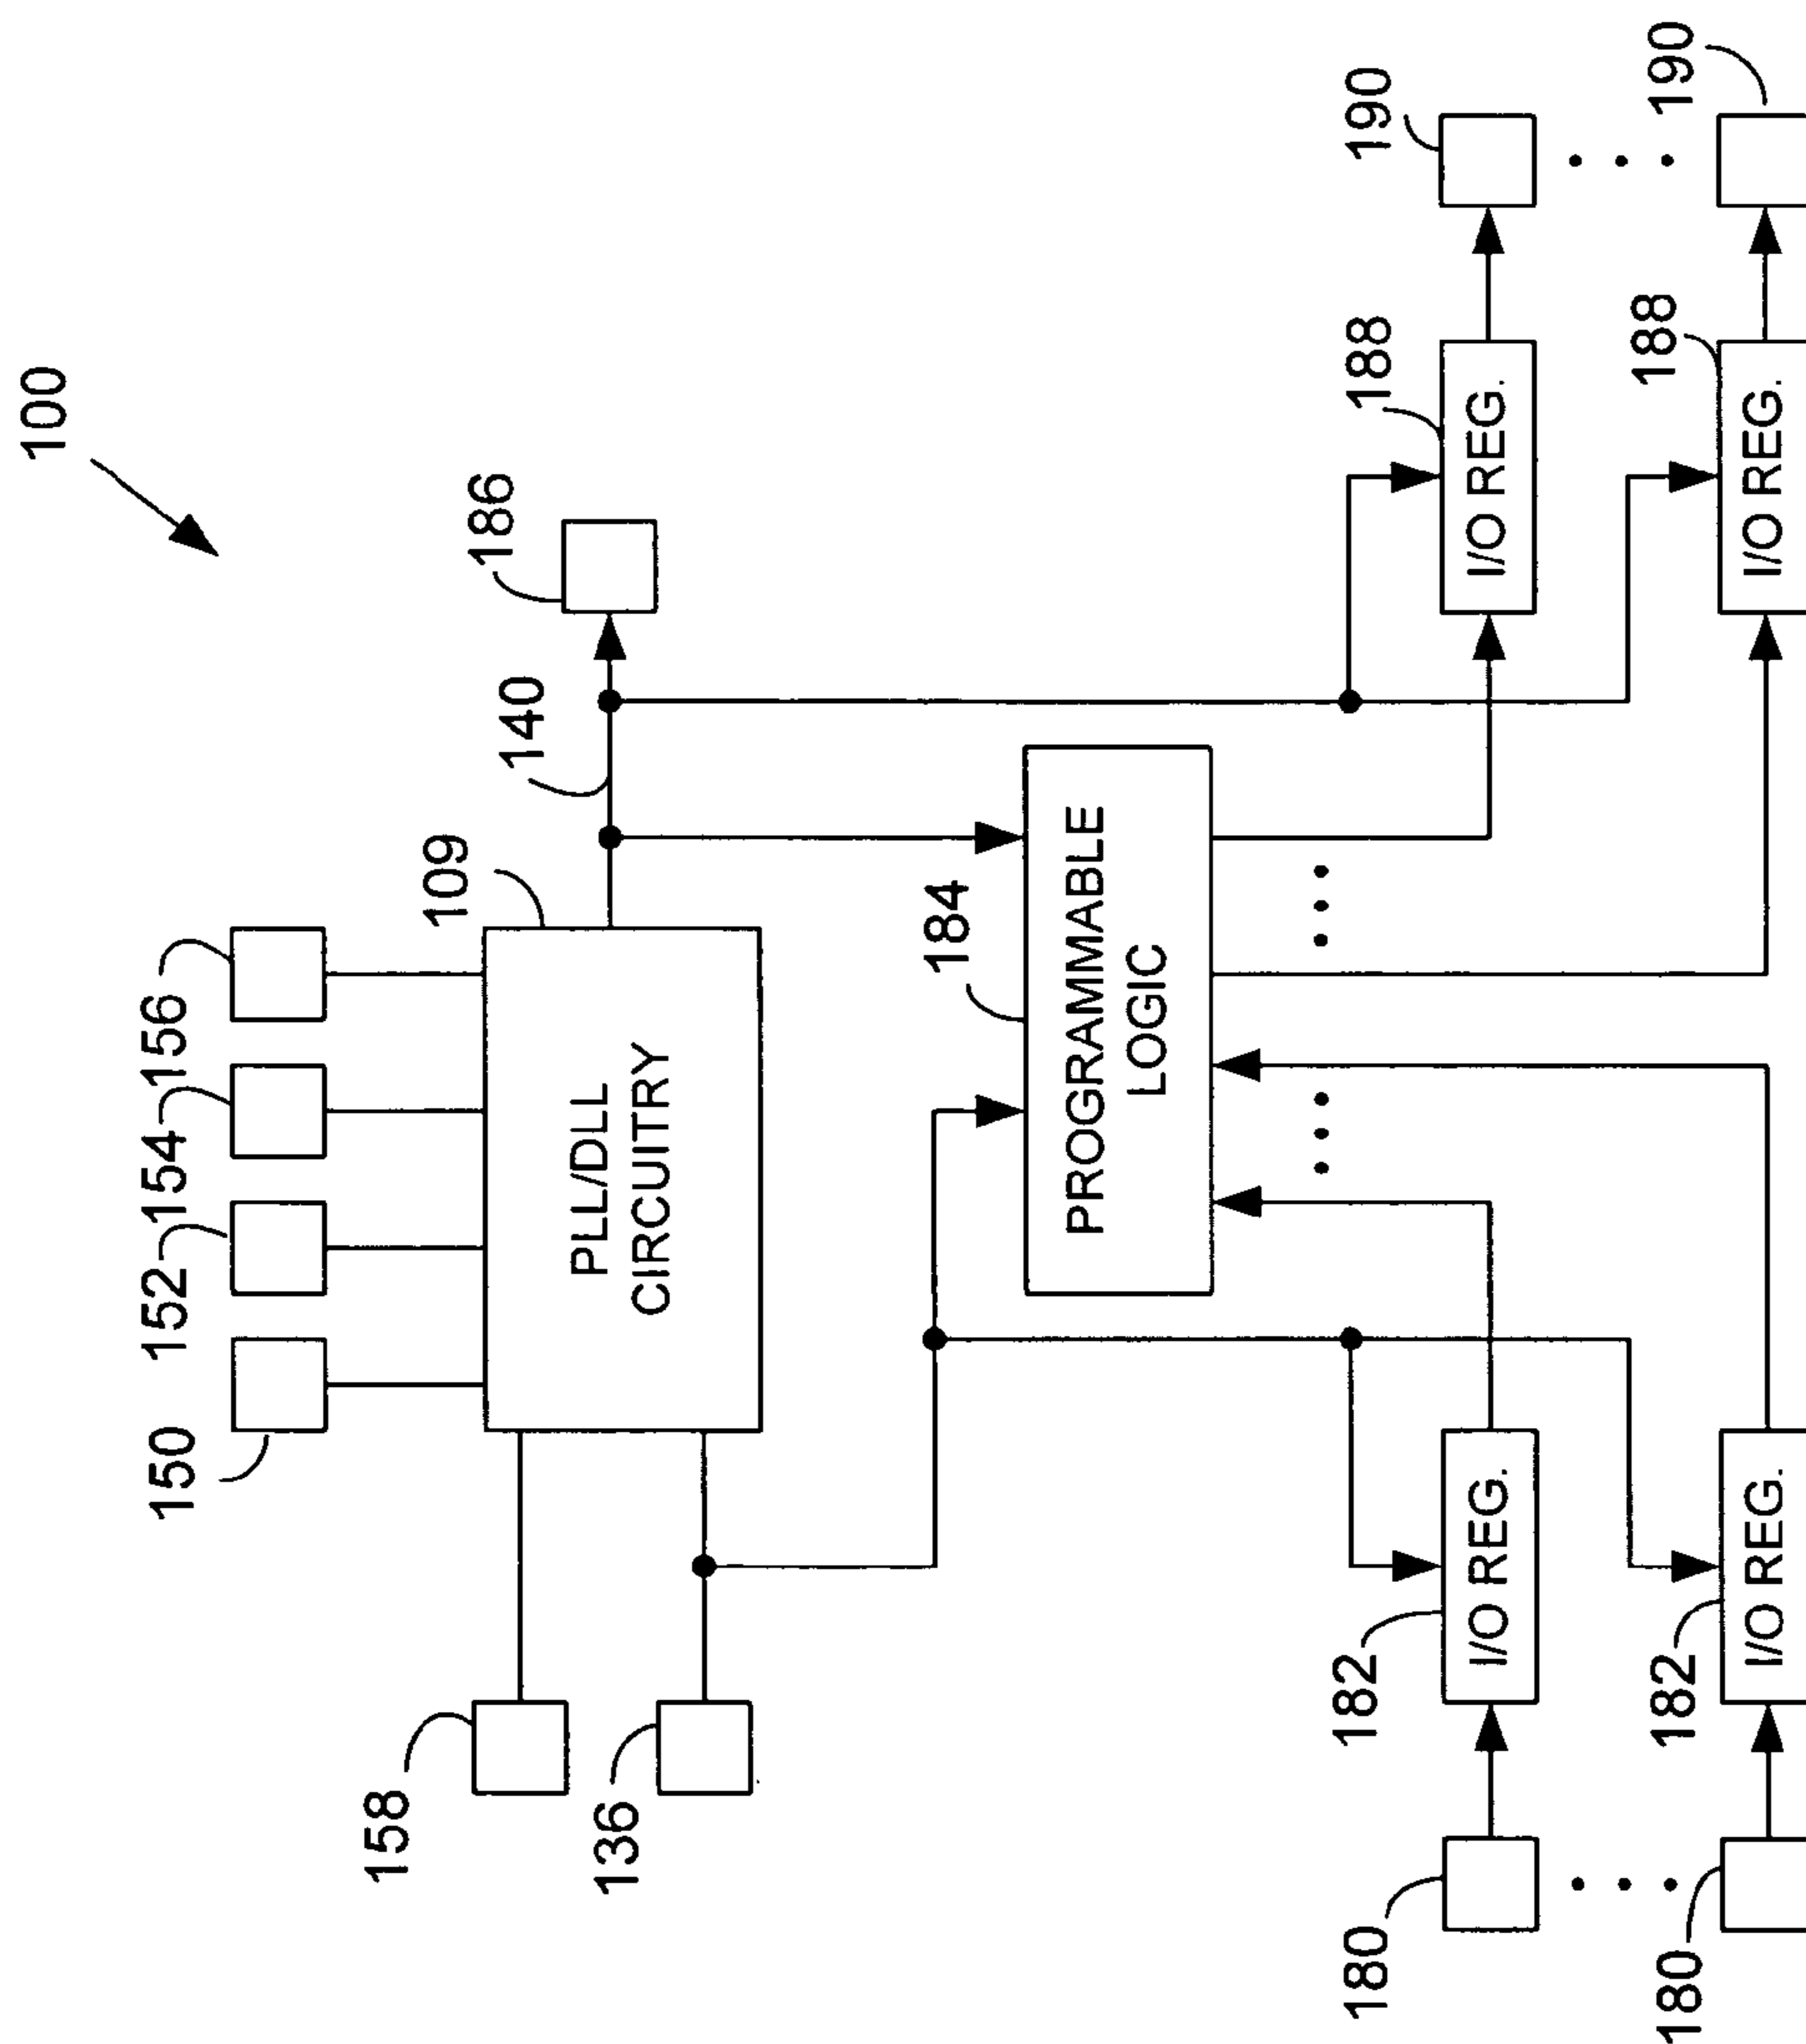 100
150
152
154
156
158
109
186
140
PLL/DLL
CIRCUITRY
136
184
PROGRAMMABLE
LOGIC
180
182
188
190
I/O REG.
I/O REG.
180
182
188
190
I/O REG.
I/O REG.